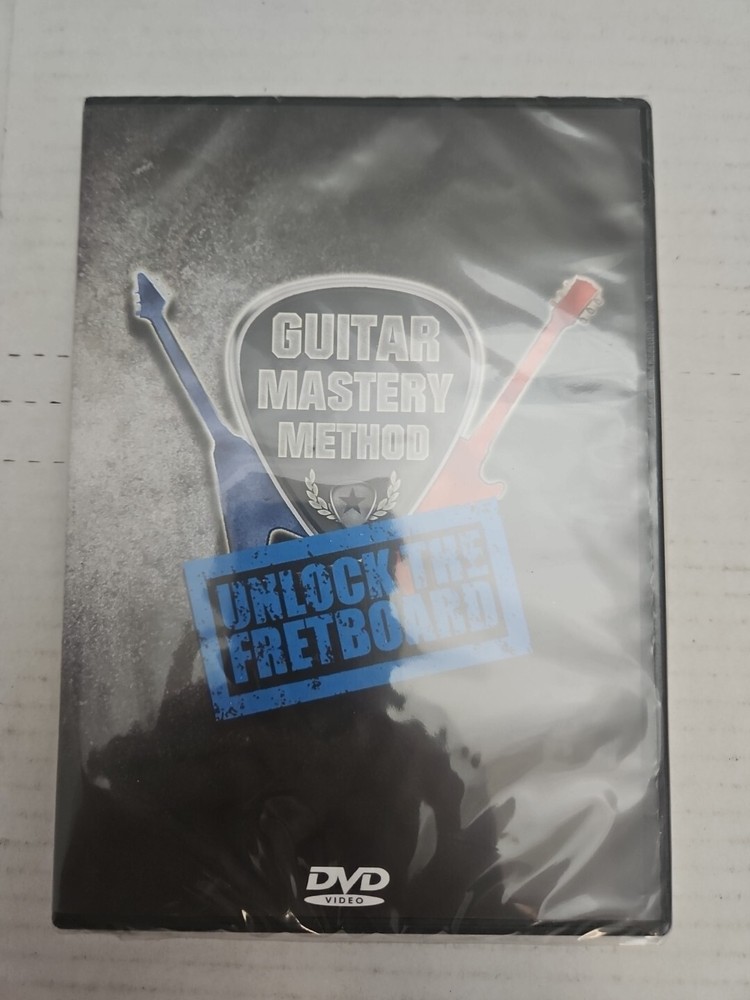 GUITAR
MASTERY
METHOD
UNLOCK THE
FRETBOARD
DVD
VIDEO